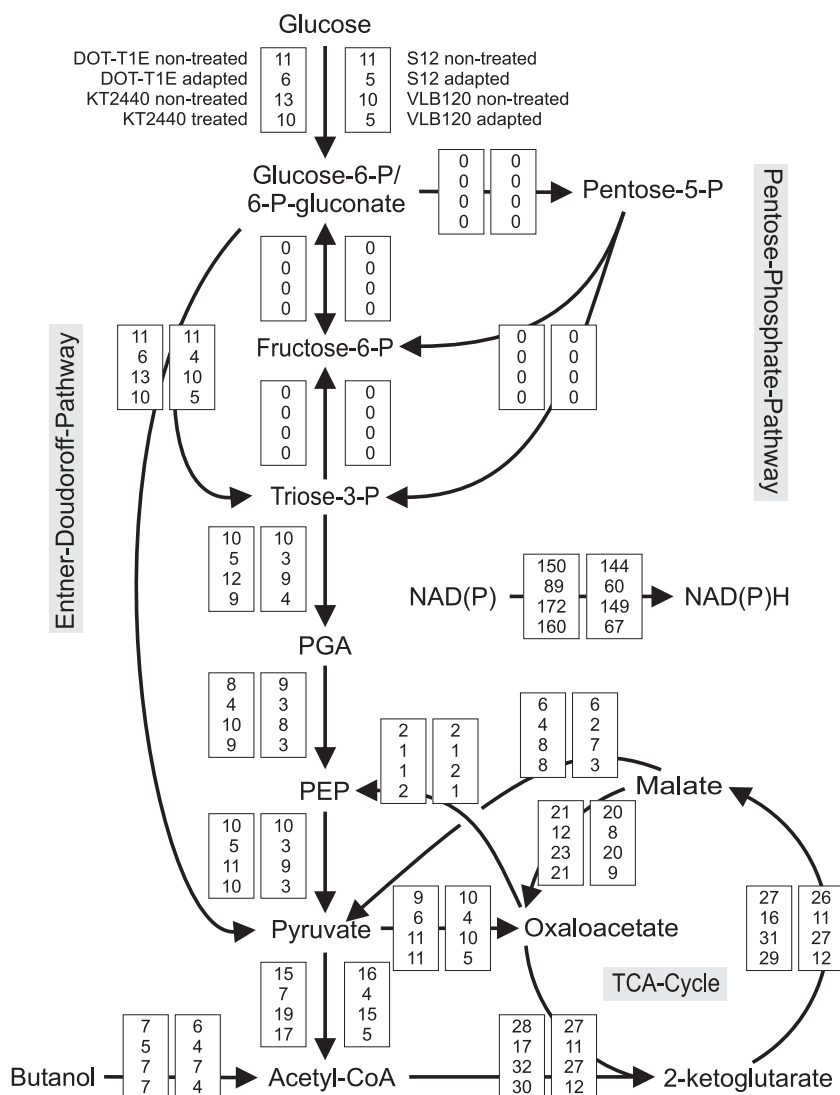 Glucose
DOT-T1E non-treated 11 11 S12 non-treated
DOT-T1E adapted 6 5 S12 adapted
KT2440 non-treated 13 10 VLB120 non-treated
KT2440 treated 10 5 VLB120 adapted
Glucose-6-P/
6-P-gluconate
0 0
0 0
0 0
0 0
Pentose-5-P
Pentose-Phosphate-Pathway
0 0
0 0
0 0
0 0
11 11
6 4
13 10
10 5
Fructose-6-P
0 0
0 0
0 0
0 0
Entner-Doudoroff-Pathway
0 0
0 0
0 0
0 0
Triose-3-P
10 10
5 3
12 9
9 4
NAD(P)
150 144
89 60
172 149
160 67
NAD(P)H
PGA
8 9
4 3
10 8
9 3
2 2
1 1
1 2
2 1
6 6
4 2
8 7
8 3
PEP
Malate
10 10
5 3
11 9
10 3
21 20
12 8
23 20
21 9
Pyruvate
9 10
6 4
11 10
11 5
Oxaloacetate
27 26
16 11
31 27
29 12
15 16
7 4
19 15
17 5
TCA-Cycle
Butanol
7 6
5 4
7 7
7 4
Acetyl-CoA
28 27
17 11
32 27
30 12
2-ketoglutarate